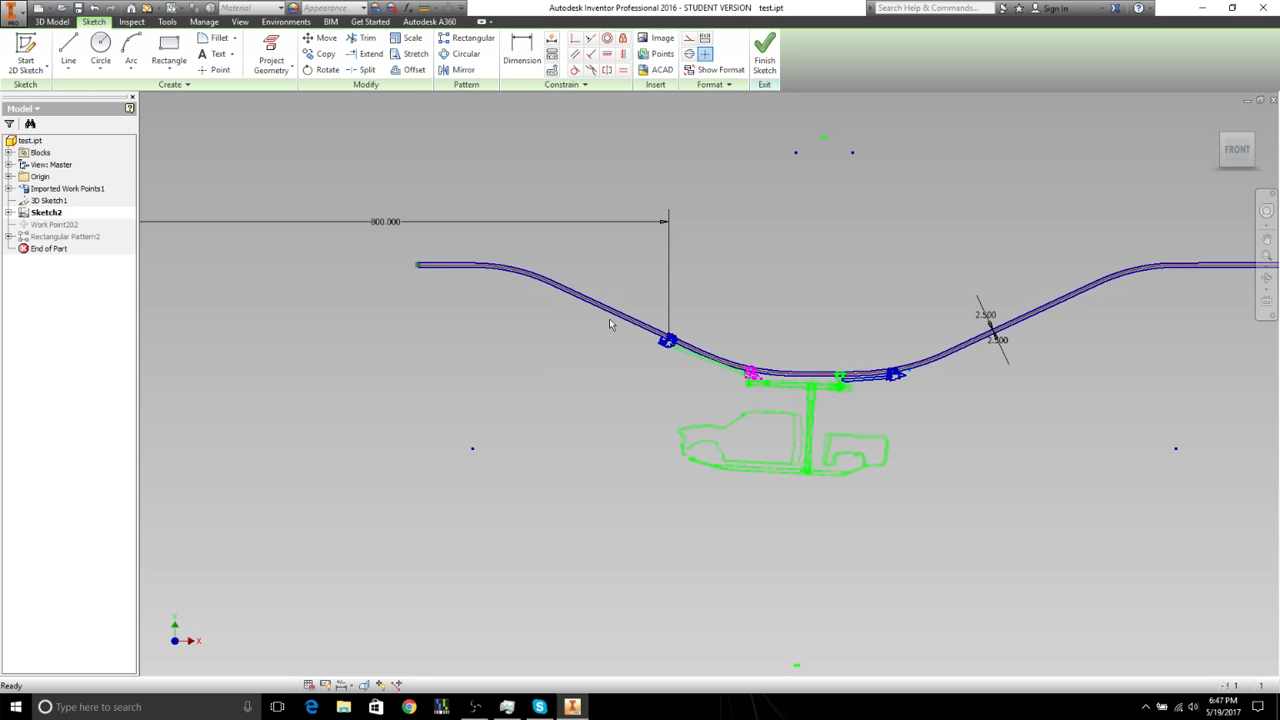 Material
Appearance
Autodesk Inventor Professional 2016 - STUDENT VERSION test.ipt
Search Help & Commands...
Sign In
PRO
3D Model
Sketch
Inspect
Tools
Manage
View
Environments
BIM
Get Started
Autodesk A360
Start
2D Sketch
Line
Circle
Arc
Rectangle
Fillet
Text
Point
Project
Geometry
Move
Copy
Rotate
Trim
Extend
Split
Scale
Stretch
Offset
Rectangular
Circular
Mirror
Dimension
Image
Points
ACAD
Show Format
Finish
Sketch
Sketch
Create
Modify
Pattern
Constrain
Insert
Format
Exit
Model
test.ipt
Blocks
View: Master
Origin
Imported Work Points1
3D Sketch1
Sketch2
Work Point202
Rectangular Pattern2
End of Part
FRONT
800.000
2.500
2.500
X
Ready
1
1
Type here to search
6:47 PM
5/19/2017